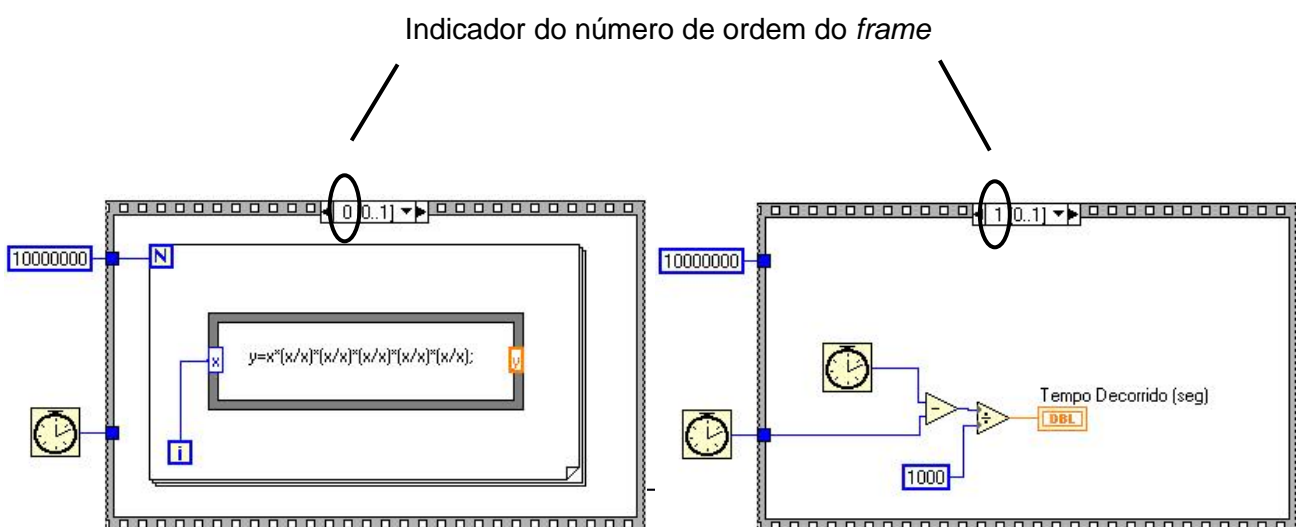 Indicador do número de ordem do frame
0 [0..1]
10000000
N
x
y=x*(x/x)*(x/x)*(x/x)*(x/x)*(x/x);
y
i
1 [0..1]
10000000
Tempo Decorrido (seg)
DBL
1000